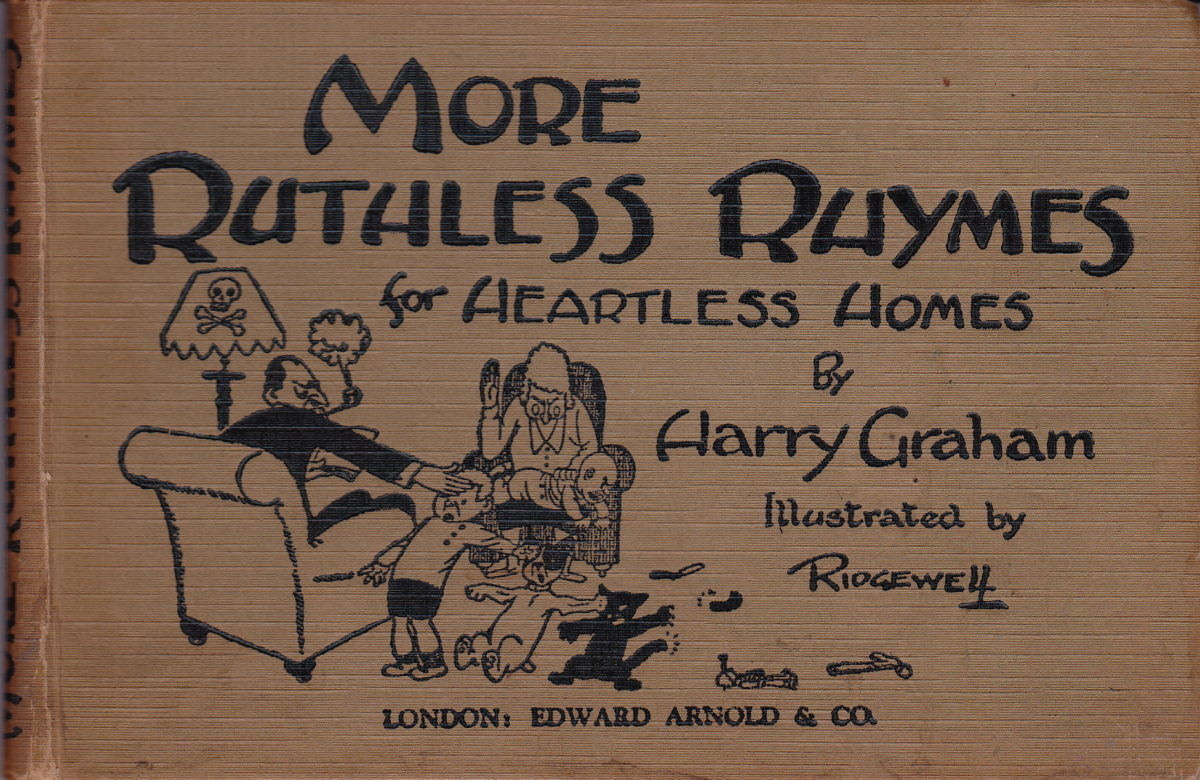 MORE
RUTHLESS RHYMES
for HEARTLESS HOMES
By
Harry Graham
Illustrated by
RIDGEWELL
LONDON: EDWARD ARNOLD & CO.